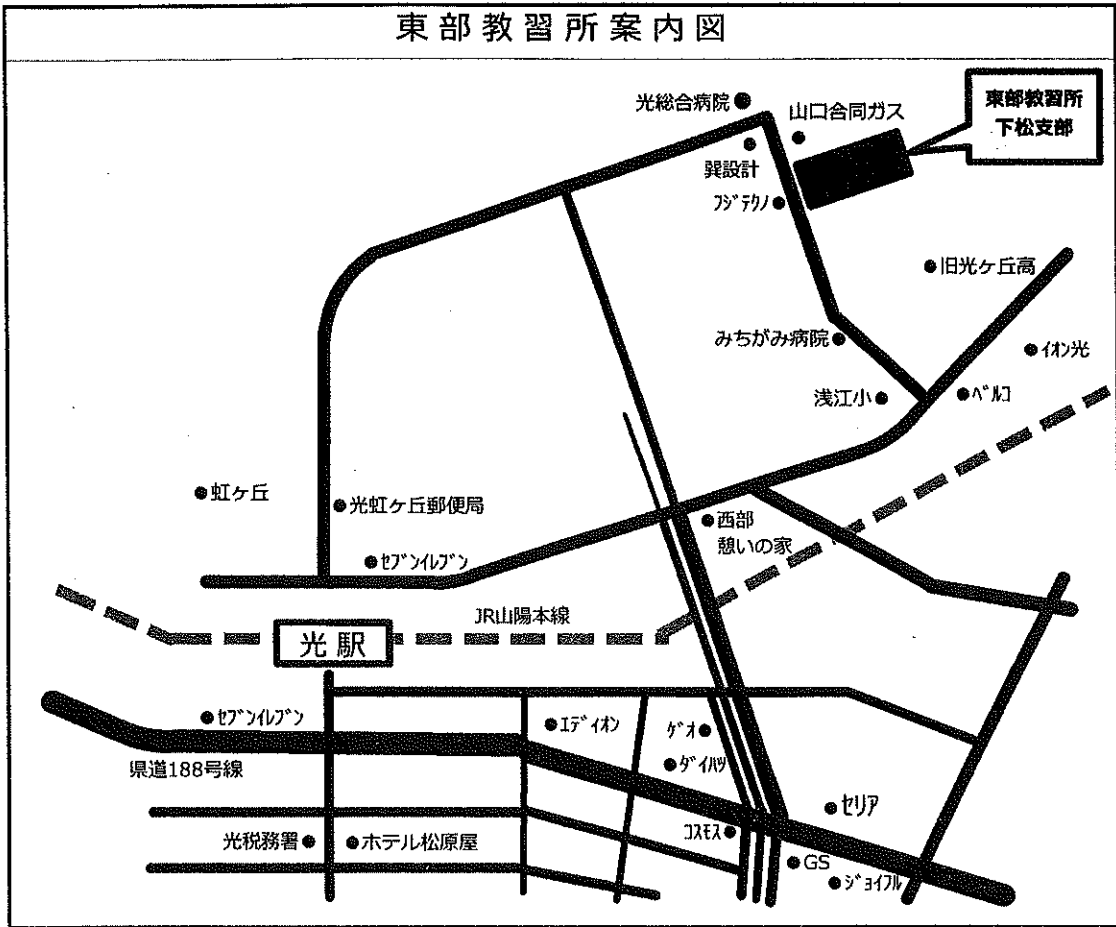 東部教習所案内図
光総合病院
山口合同ガス
東部教習所
下松支部
巽設計
フジテクノ
旧光ヶ丘高
みちがみ病院
イオン光
浅江小
ベルコ
虹ヶ丘
光虹ヶ丘郵便局
西部
憩いの家
セブンイレブン
JR山陽本線
光駅
セブンイレブン
エディオン
ゲオ
県道188号線
ダイハツ
セリア
コスモス
光税務署
ホテル松原屋
GS
ジョイフル